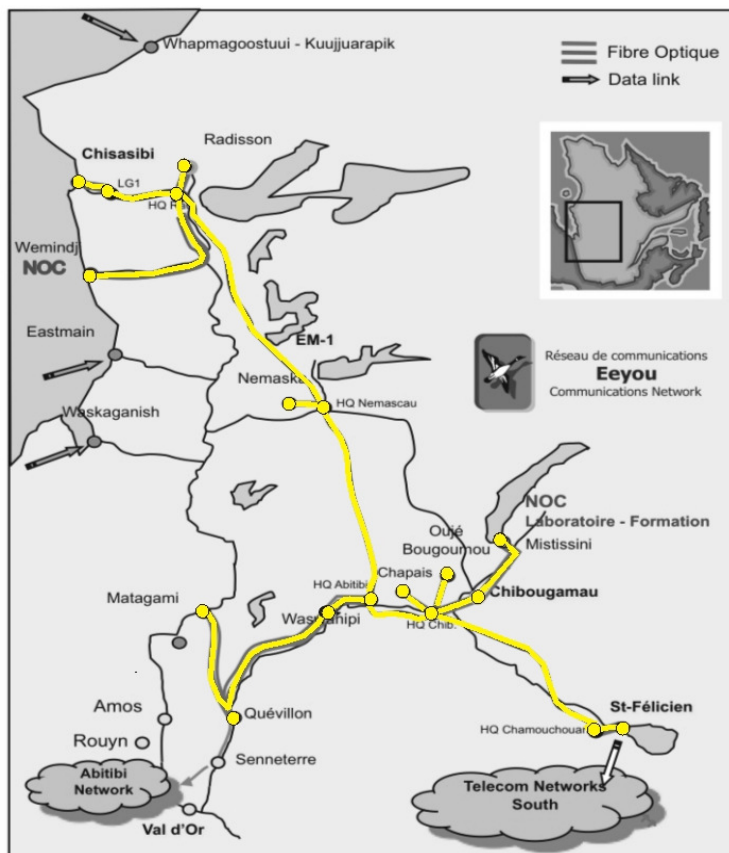 Whapmagoostuui - Kuujjuarapik
Fibre Optique
Data link
Radisson
Chisasibi
LG1
HQ
Wemindj
NOC
Eastmain
EM-1
Réseau de communications
Eeyou
Communications Network
Nemaska
HQ Nemascau
Waskaganish
NOC
Laboratoire - Formation
Oujé
Bougoumou
Mistissini
Chapais
HQ Abitibi
Chibougamau
Matagami
HQ Chib.
Amos
Quévillon
St-Félicien
HQ Chamouchouan
Rouyn
Senneterre
Abitibi
Network
Telecom Networks
South
Val d'Or